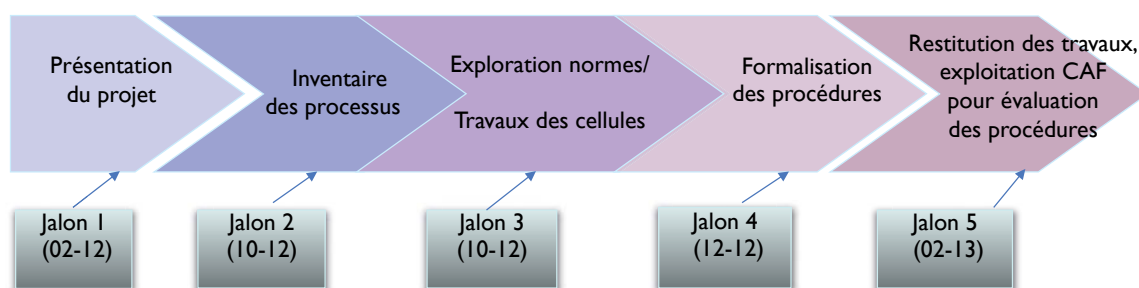 Présentation
du projet
Inventaire
des processus
Exploration normes/
Travaux des cellules
Formalisation
des procédures
Restitution des travaux,
exploitation CAF
pour évaluation
des procédures
Jalon 1
(02-12)
Jalon 2
(10-12)
Jalon 3
(10-12)
Jalon 4
(12-12)
Jalon 5
(02-13)